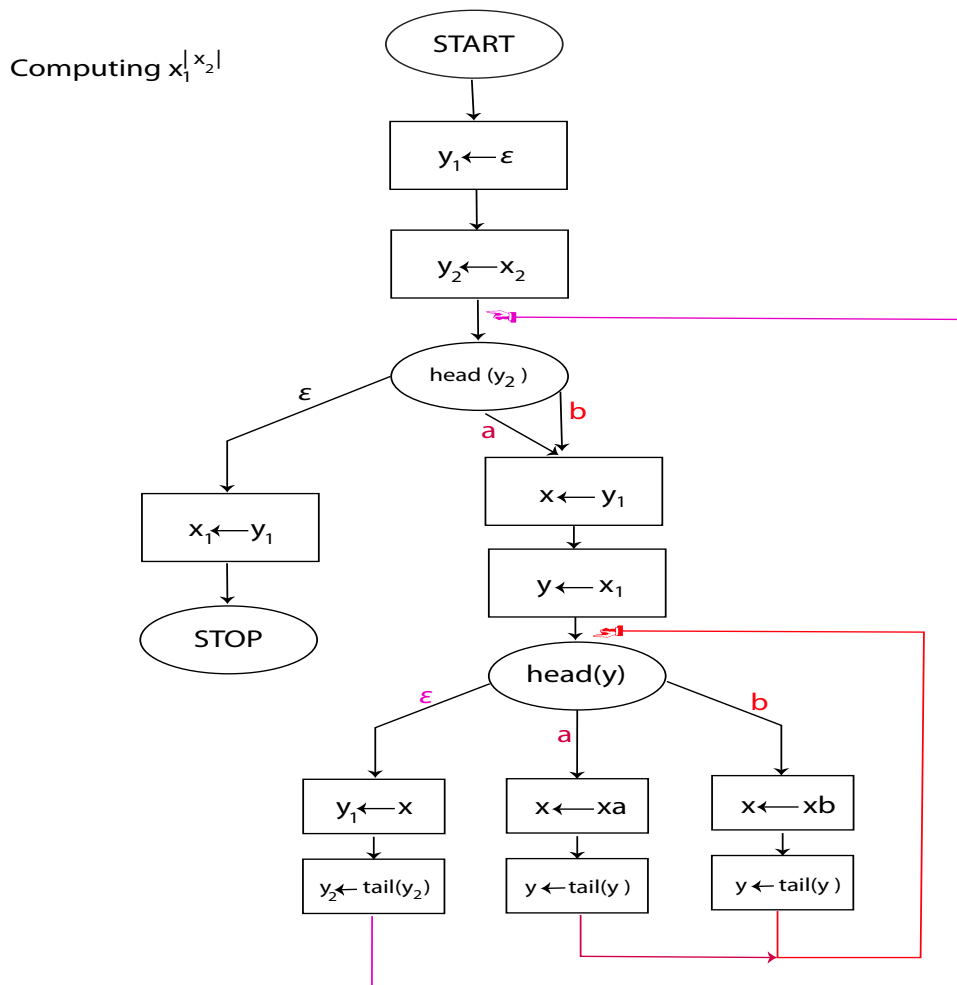 START
Computing x₁^|x₂|
y₁ ← ε
y₂ ← x₂
head (y₂ )
ε
a
b
x ← y₁
x₁ ← y₁
y ← x₁
STOP
head(y)
ε
a
b
y₁ ← x
x ← xa
x ← xb
y₂ ← tail(y₂)
y ← tail(y )
y ← tail(y )